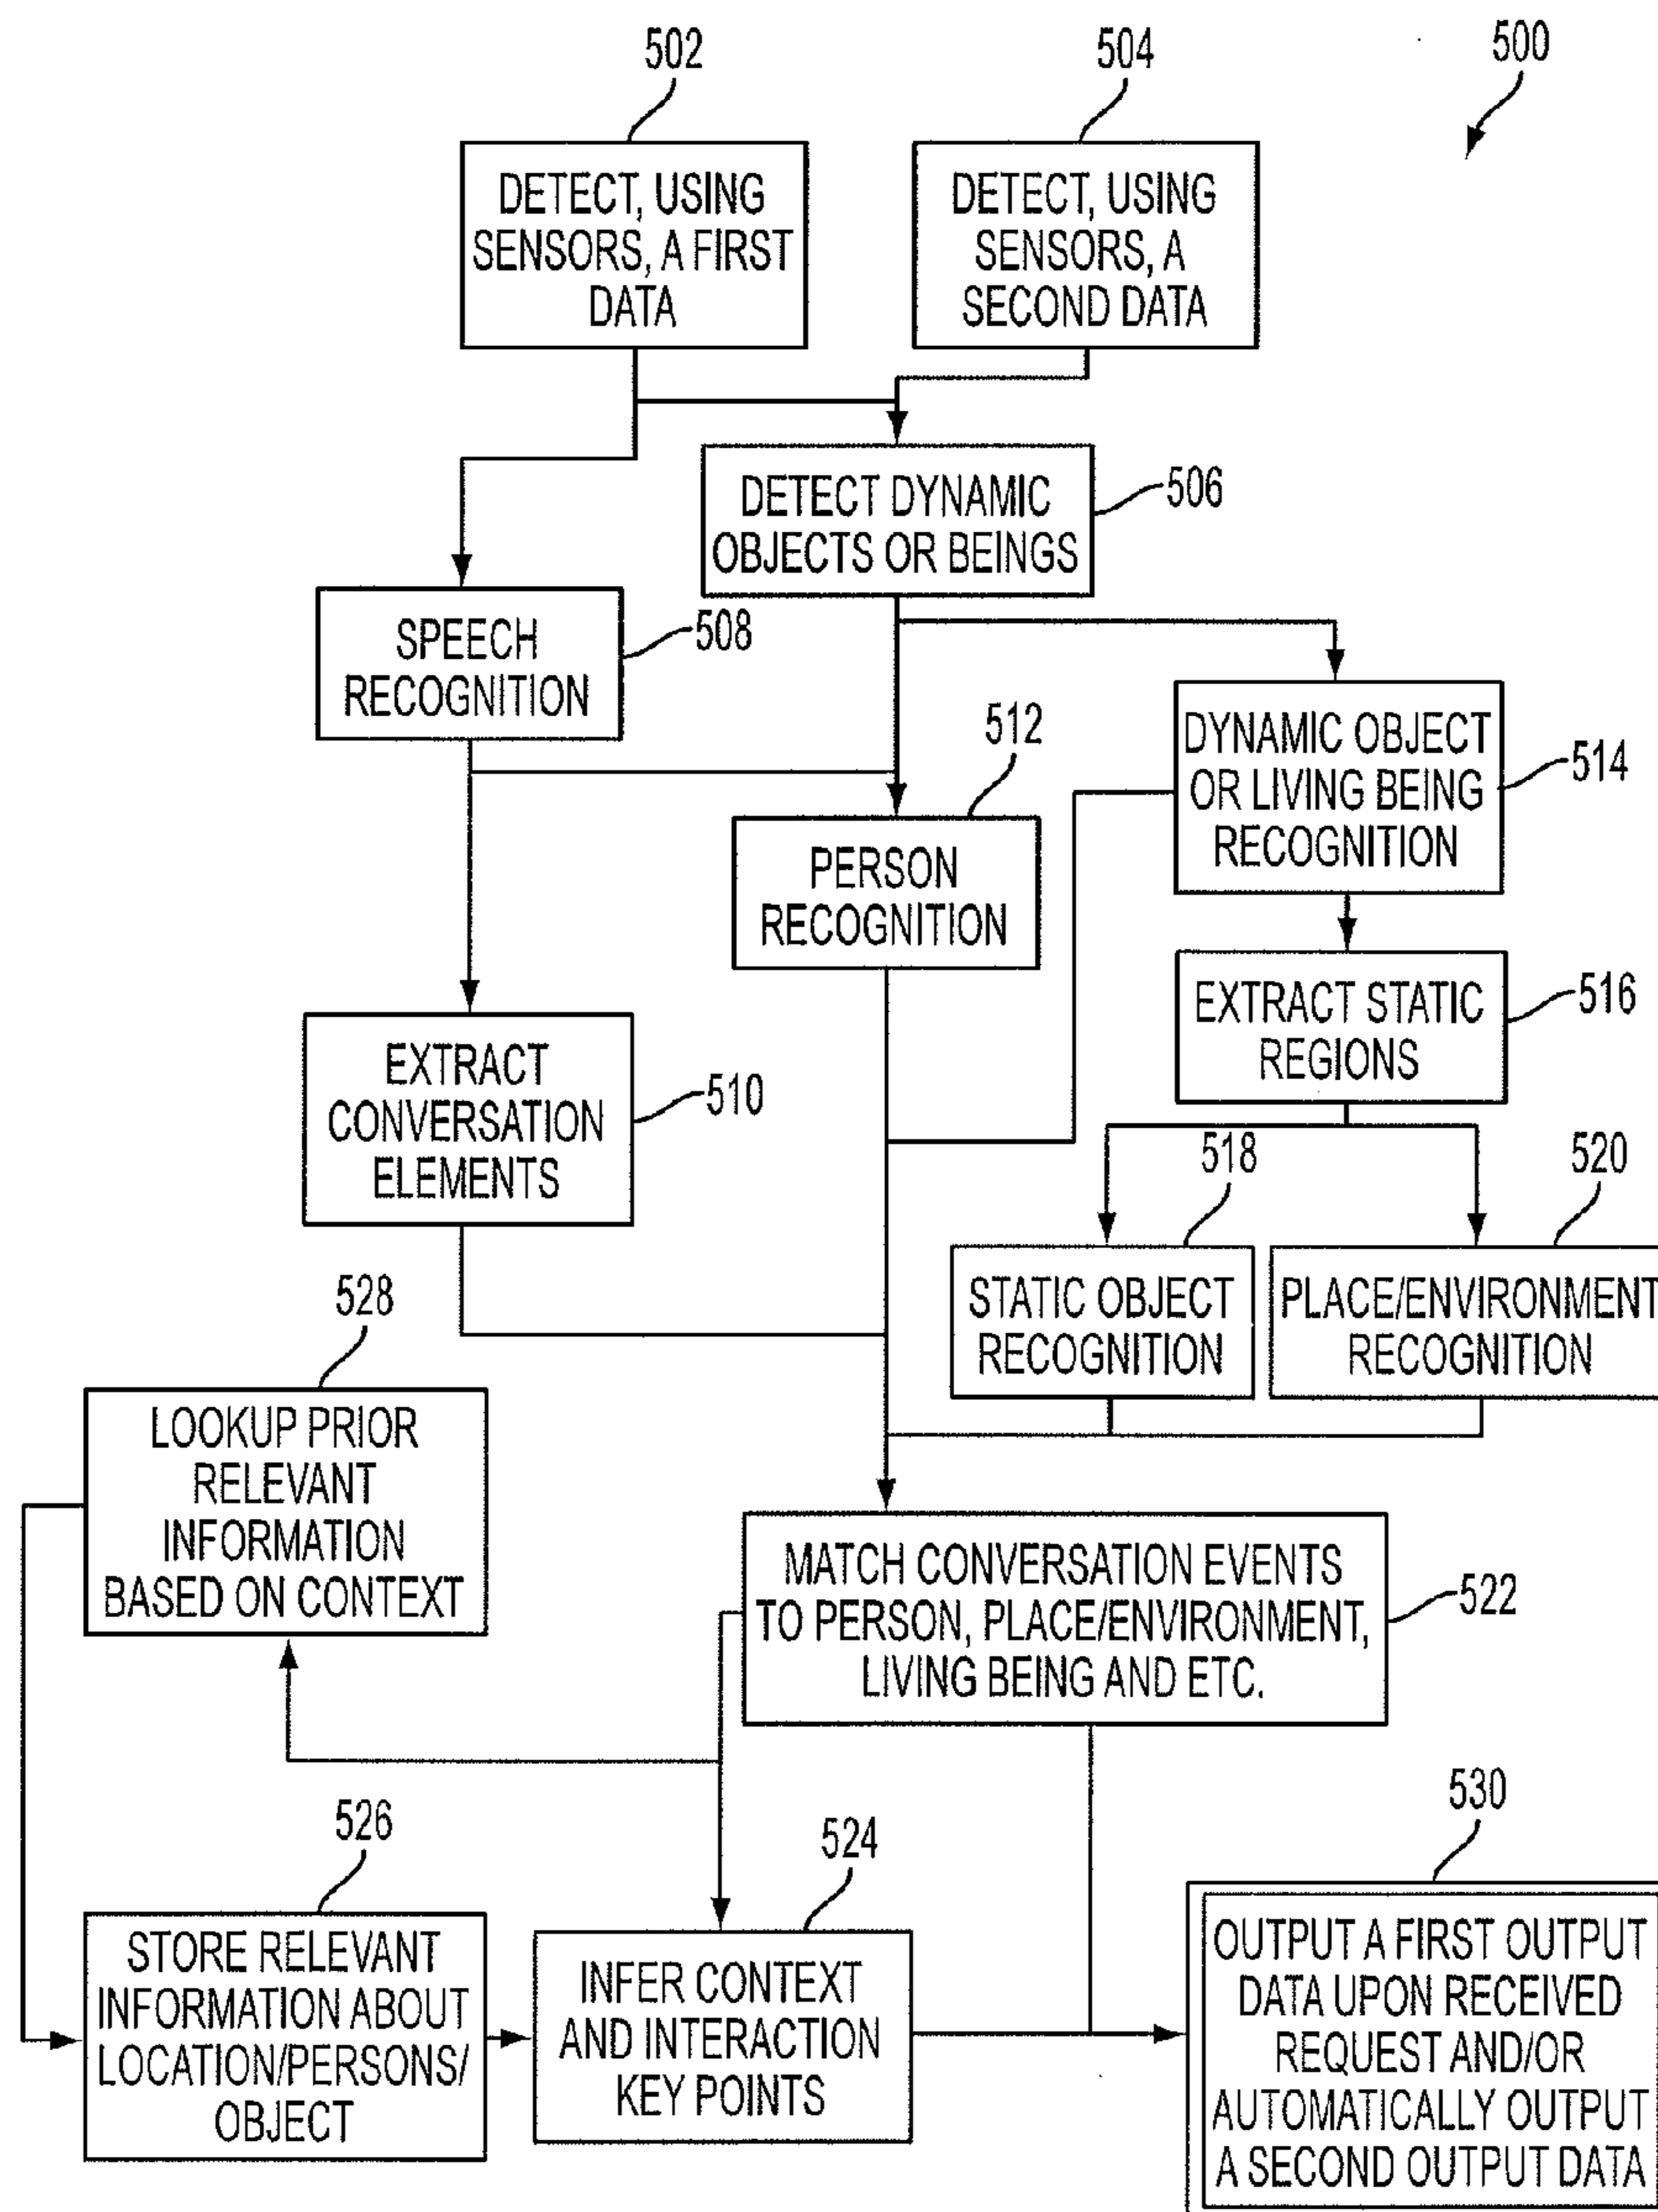 502
504
500
DETECT, USING
SENSORS, A FIRST
DATA
DETECT, USING
SENSORS, A
SECOND DATA
DETECT DYNAMIC
OBJECTS OR BEINGS
506
SPEECH
RECOGNITION
508
512
DYNAMIC OBJECT
OR LIVING BEING
RECOGNITION
514
PERSON
RECOGNITION
EXTRACT STATIC
REGIONS
516
EXTRACT
CONVERSATION
ELEMENTS
510
518
520
STATIC OBJECT
RECOGNITION
PLACE/ENVIRONMENT
RECOGNITION
528
LOOKUP PRIOR
RELEVANT
INFORMATION
BASED ON CONTEXT
MATCH CONVERSATION EVENTS
TO PERSON, PLACE/ENVIRONMENT,
LIVING BEING AND ETC.
522
526
524
530
STORE RELEVANT
INFORMATION ABOUT
LOCATION/PERSONS/
OBJECT
INFER CONTEXT
AND INTERACTION
KEY POINTS
OUTPUT A FIRST OUTPUT
DATA UPON RECEIVED
REQUEST AND/OR
AUTOMATICALLY OUTPUT
A SECOND OUTPUT DATA